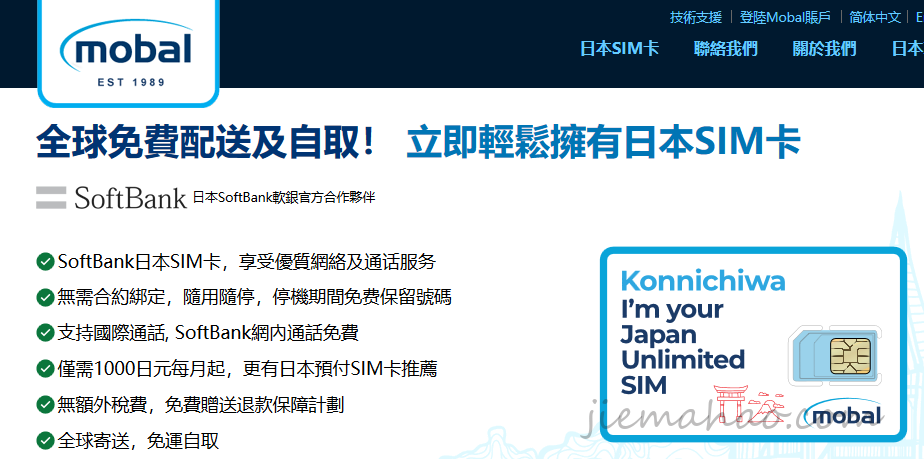 技術支援 | 登陸Mobal賬戶 | 简体中文 | E
mobal
EST 1989
日本SIM卡 聯絡我們 關於我們 日本
全球免費配送及自取！ 立即輕鬆擁有日本SIM卡
SoftBank 日本SoftBank軟銀官方合作夥伴
SoftBank日本SIM卡，享受優質網絡及通话服务
無需合約綁定，隨用隨停，停機期間免费保留號碼
支持國際通話, SoftBank網內通話免費
僅需1000日元每月起，更有日本預付SIM卡推薦
無額外稅費，免費贈送退款保障計劃
全球寄送，免運自取
Konnichiwa
I’m your
Japan
Unlimited
SIM
mobal
jiemahao.com